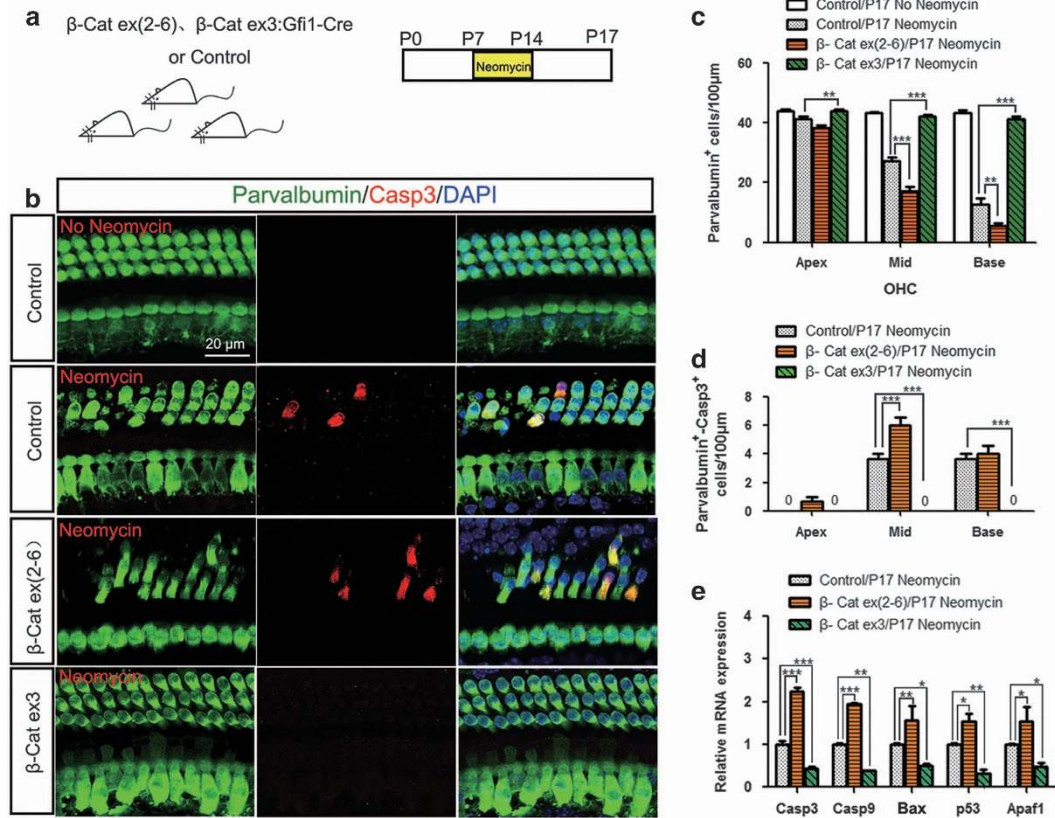 a
β-Cat ex(2-6)、β-Cat ex3:Gfi1-Cre
or Control
P0 P7 P14 P17
Neomycin
b
Parvalbumin/Casp3/DAPI
Control
No Neomycin
20 µm
Control
Neomycin
β-Cat ex(2-6)
Neomycin
β-Cat ex3
Neomycin
c
Control/P17 No Neomycin
Control/P17 Neomycin
β- Cat ex(2-6)/P17 Neomycin
β- Cat ex3/P17 Neomycin
Parvalbumin+ cells/100µm
60
40
20
0
** *** *** *** **
Apex Mid Base
OHC
d
Control/P17 Neomycin
β- Cat ex(2-6)/P17 Neomycin
β- Cat ex3/P17 Neomycin
Parvalbumin+-Casp3+
cells/100µm
8
6
4
2
0
*** *** ***
0 0 0 0
Apex Mid Base
e
Control/P17 Neomycin
β- Cat ex(2-6)/P17 Neomycin
β- Cat ex3/P17 Neomycin
Relative mRNA expression
4
3
2
1
0
*** *** *** ** ** * * ** * *
Casp3 Casp9 Bax p53 Apaf1